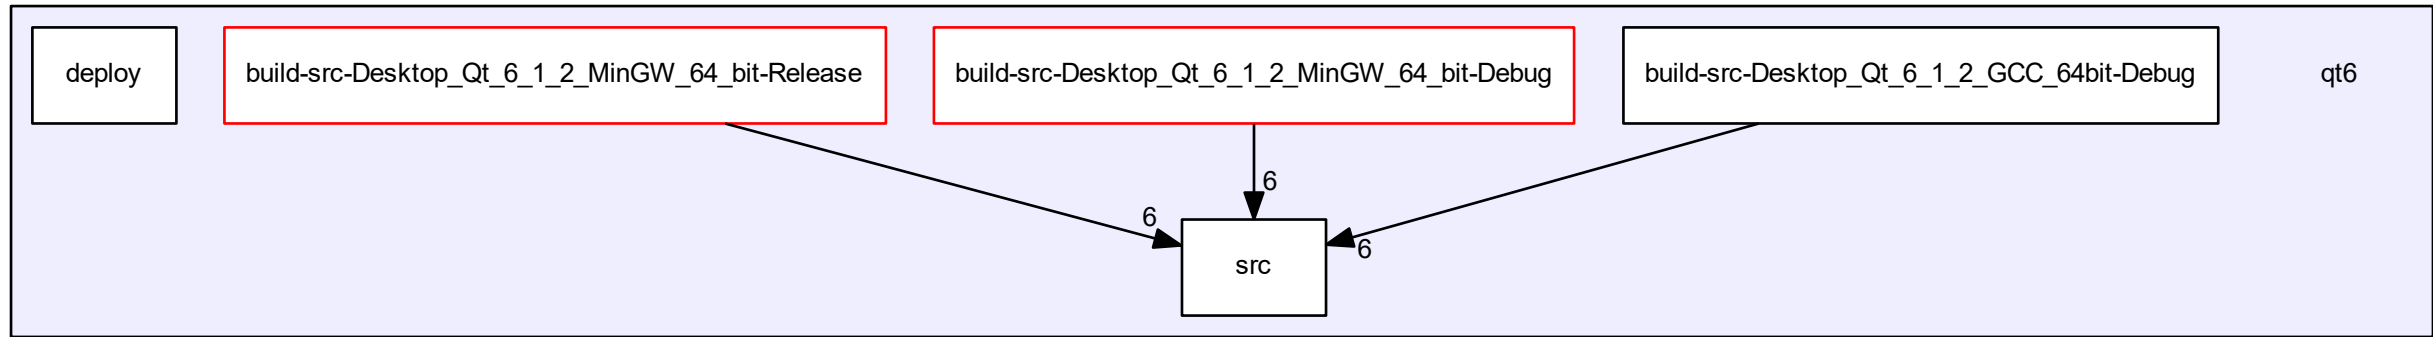 deploy
build-src-Desktop_Qt_6_1_2_MinGW_64_bit-Release
build-src-Desktop_Qt_6_1_2_MinGW_64_bit-Debug
build-src-Desktop_Qt_6_1_2_GCC_64bit-Debug
qt6
6
6
6
src